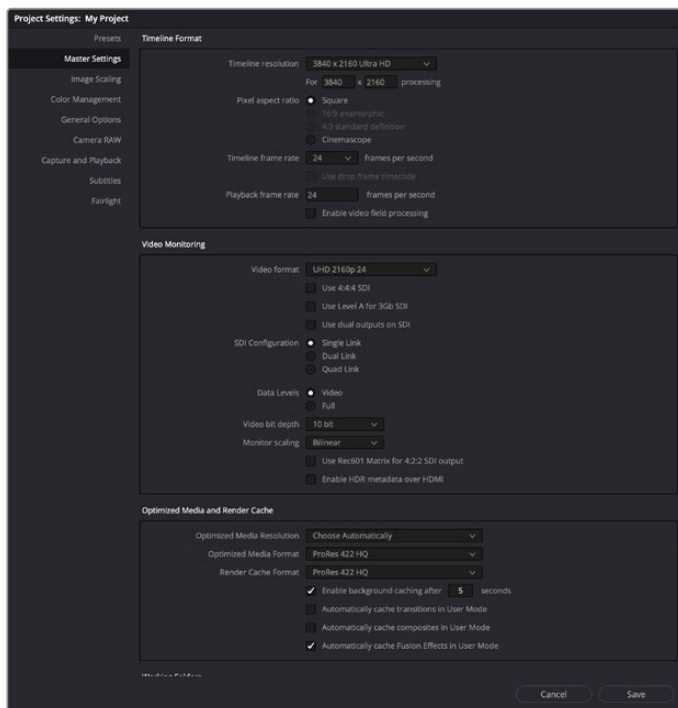 Project Settings: My Project
Presets
Master Settings
Image Scaling
Color Management
General Options
Camera RAW
Capture and Playback
Subtitles
Fairlight
Timeline Format
Timeline resolution 3840 x 2160 Ultra HD
For 3840 x 2160 processing
Pixel aspect ratio Square
16:9 anamorphic
4:3 standard definition
Cinemascope
Timeline frame rate 24 frames per second
Use drop frame timecode
Playback frame rate 24 frames per second
Enable video field processing
Video Monitoring
Video format UHD 2160p 24
Use 4:4:4 SDI
Use Level A for 3Gb SDI
Use dual outputs on SDI
SDI Configuration Single Link
Dual Link
Quad Link
Data Levels Video
Full
Video bit depth 10 bit
Monitor scaling Bilinear
Use Rec601 Matrix for 4:2:2 SDI output
Enable HDR metadata over HDMI
Optimized Media and Render Cache
Optimized Media Resolution Choose Automatically
Optimized Media Format ProRes 422 HQ
Render Cache Format ProRes 422 HQ
Enable background caching after 5 seconds
Automatically cache transitions in User Mode
Automatically cache composites in User Mode
Automatically cache Fusion Effects in User Mode
Working Folders
Cancel Save